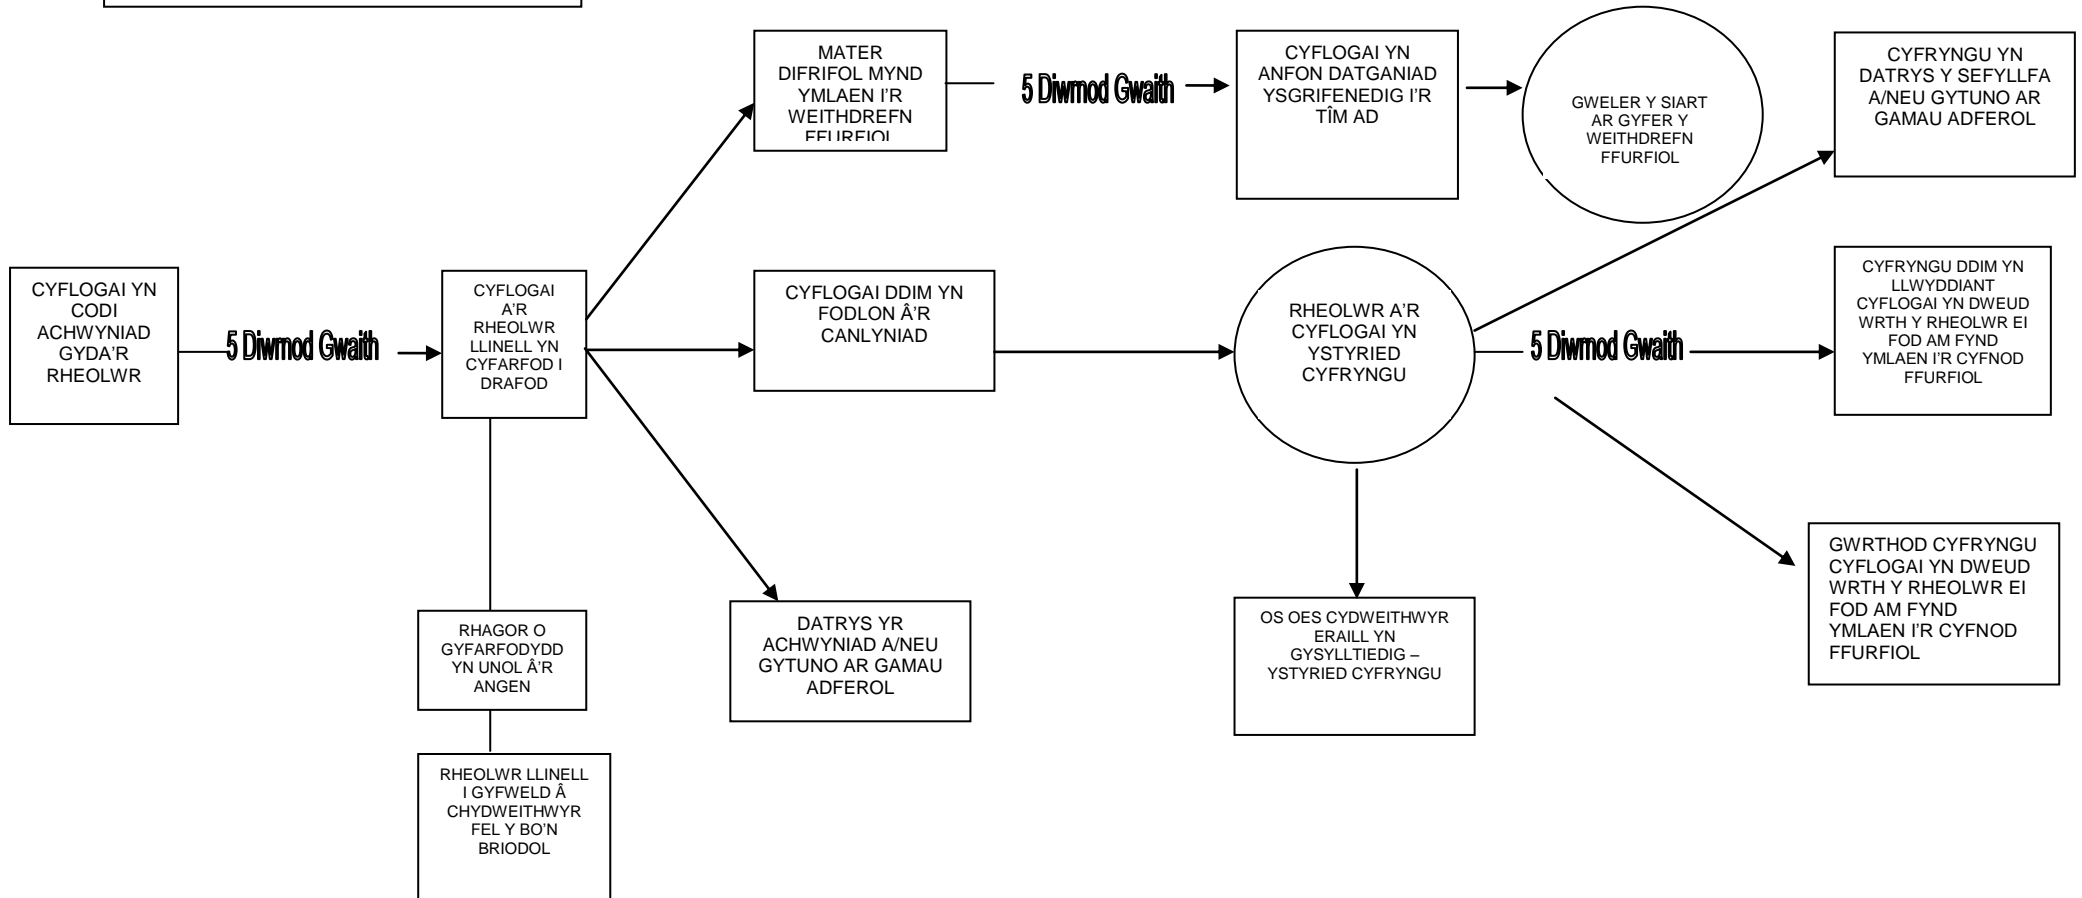 MATER
DIFRIFOL MYND
YMLAEN I'R
WEITHDREFN
FFURFIOL
5 Diwrnod Gwaith
CYFLOGAI YN
ANFON DATGANIAD
YSGRIFENEDIG I'R
TÎM AD
GWELER Y SIART
AR GYFER Y
WEITHDREFN
FFURFIOL
CYFRYNGU YN
DATRYS Y SEFYLLFA
A/NEU GYTUNO AR
GAMAU ADFEROL
CYFLOGAI YN
CODI
ACHWYNIAD
GYDA'R
RHEOLWR
5 Diwrnod Gwaith
CYFLOGAI
A'R
RHEOLWR
LLINELL YN
CYFARFOD I
DRAFOD
CYFLOGAI DDIM YN
FODLON Â'R
CANLYNIAD
RHEOLWR A'R
CYFLOGAI YN
YSTYRIED
CYFRYNGU
5 Diwrnod Gwaith
CYFRYNGU DDIM YN
LLWYDDIANT
CYFLOGAI YN DWEUD
WRTH Y RHEOLWR EI
FOD AM FYND
YMLAEN I'R CYFNOD
FFURFIOL
RHAGOR O
GYFARFODYDD
YN UNOL Â'R
ANGEN
DATRYS YR
ACHWYNIAD A/NEU
GYTUNO AR GAMAU
ADFEROL
OS OES CYDWEITHWYR
ERAILL YN
GYSYLLTIEDIG –
YSTYRIED CYFRYNGU
GWRTHOD CYFRYNGU
CYFLOGAI YN DWEUD
WRTH Y RHEOLWR EI
FOD AM FYND
YMLAEN I'R CYFNOD
FFURFIOL
RHEOLWR LLINELL
I GYFWELD Â
CHYDWEITHWYR
FEL Y BO'N
BRIODOL